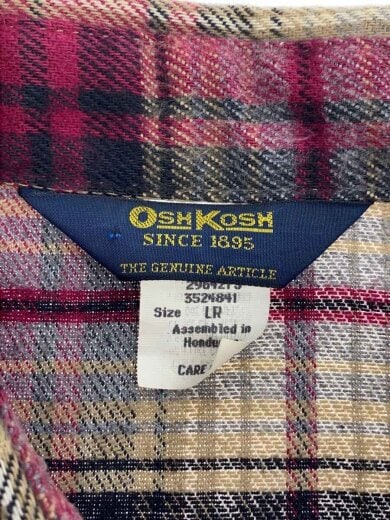 OSHKOSH
SINCE 1895
THE GENUINE ARTICLE
3524841
Size LR
Assembled in
CARE